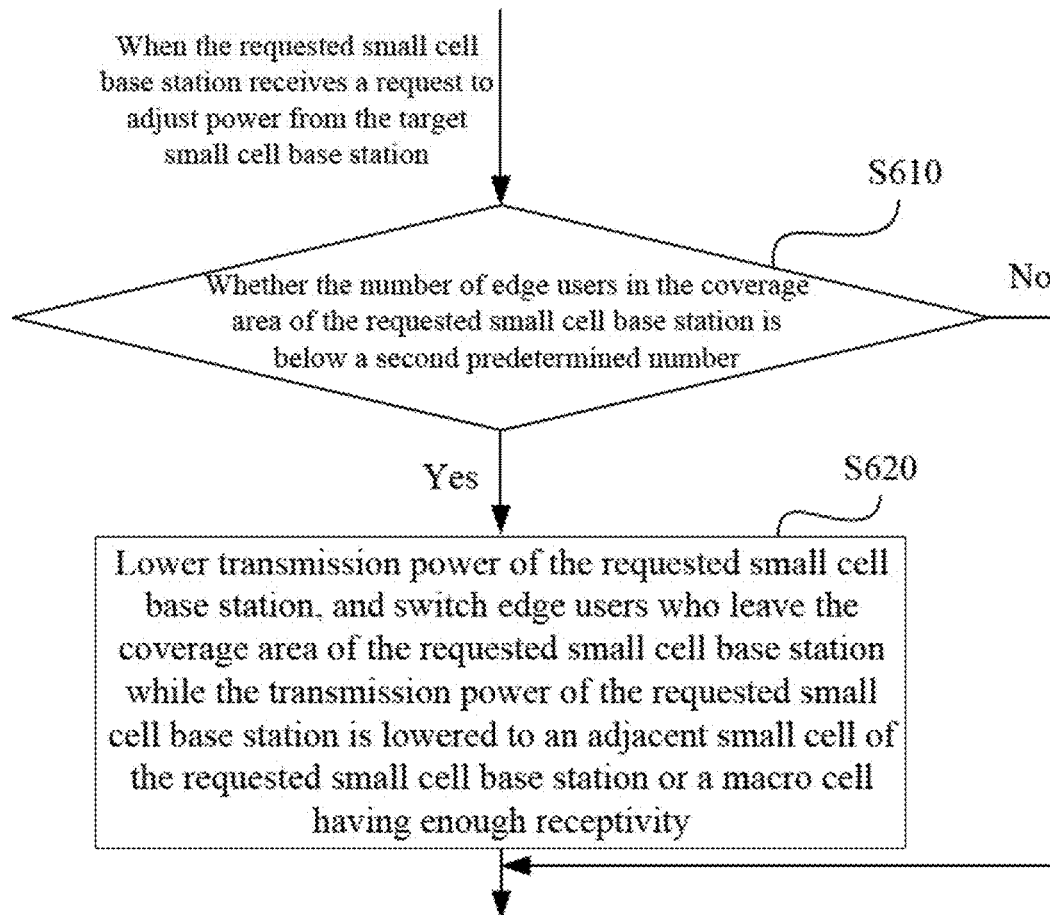 When the requested small cell
base station receives a request to
adjust power from the target
small cell base station
S610
Whether the number of edge users in the coverage
area of the requested small cell base station is
below a second predetermined number
No
Yes
S620
Lower transmission power of the requested small cell
base station, and switch edge users who leave the
coverage area of the requested small cell base station
while the transmission power of the requested small
cell base station is lowered to an adjacent small cell of
the requested small cell base station or a macro cell
having enough receptivity